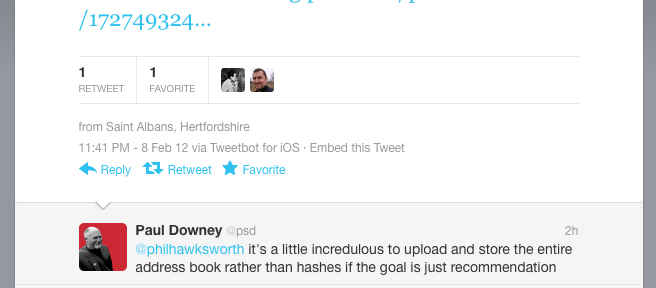 /172749324...
1
RETWEET
1
FAVORITE
from Saint Albans, Hertfordshire
11:41 PM - 8 Feb 12 via Tweetbot for iOS · Embed this Tweet
Reply Retweet Favorite
Paul Downey @psd 2h
@philhawksworth it's a little incredulous to upload and store the entire
address book rather than hashes if the goal is just recommendation